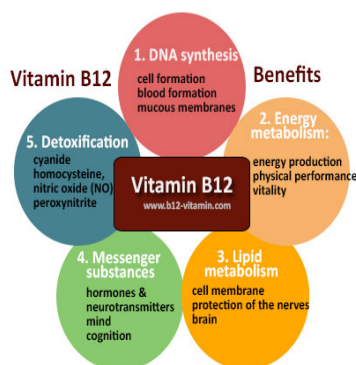 Vitamin B12
Benefits
1. DNA synthesis
cell formation
blood formation
mucous membranes
2. Energy
metabolism:
energy production
physical performance
vitality
3. Lipid
metabolism
cell membrane
protection of the nerves
brain
4. Messenger
substances
hormones &
neurotransmitters
mind
cognition
5. Detoxification
cyanide
homocysteine,
nitric oxide (NO)
peroxynitrite
Vitamin B12
www.b12-vitamin.com